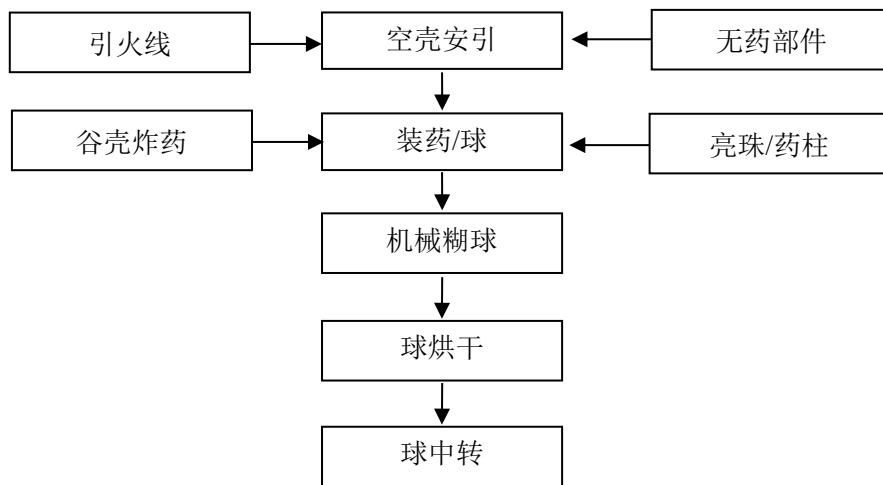 引火线
空壳安引
无药部件
谷壳炸药
装药/球
亮珠/药柱
机械糊球
球烘干
球中转